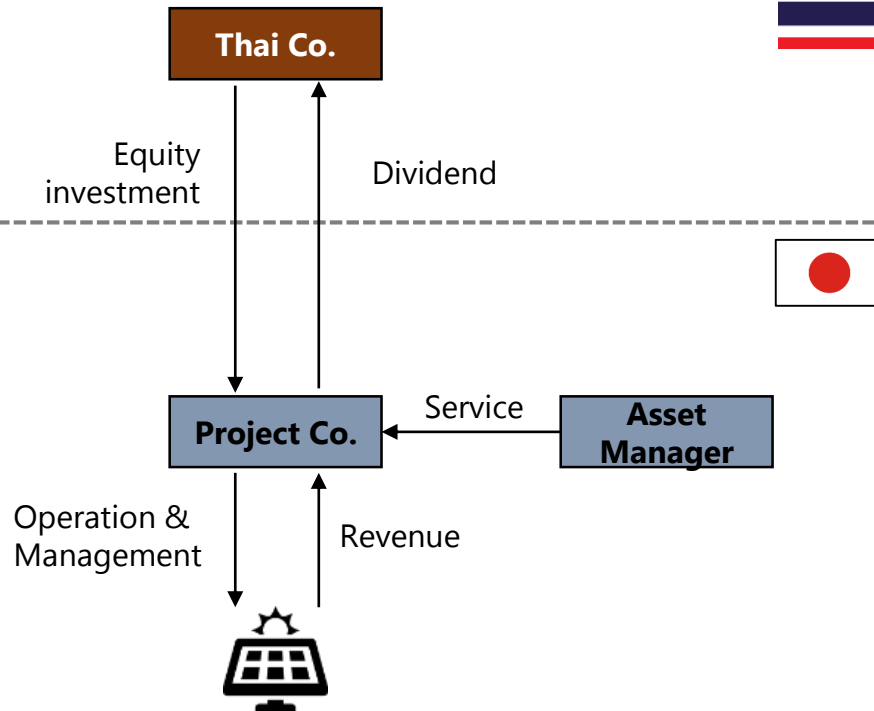 Thai Co.
Equity
investment
Dividend
Project Co.
Service
Asset
Manager
Operation &
Management
Revenue